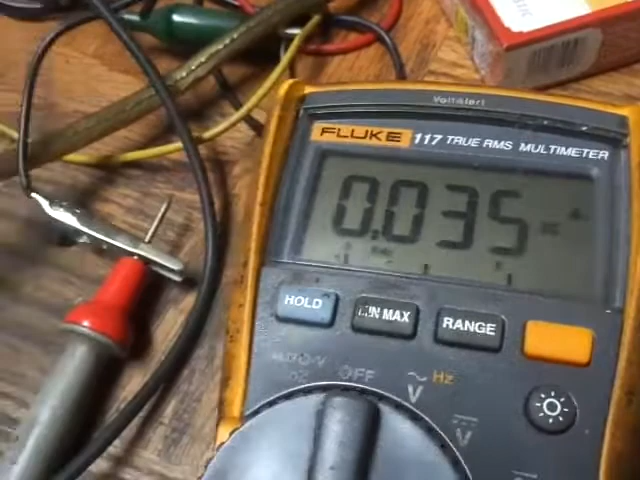 VoltAlert
FLUKE 117 TRUE RMS MULTIMETER
0.035
HOLD
MIN MAX
RANGE
OFF
Hz
V
V